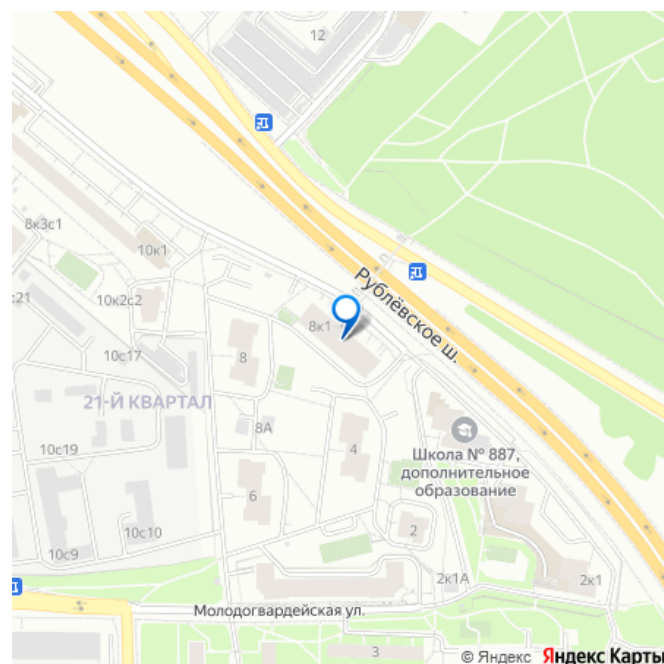 12
8к3с1
10к1
Рублёвское ш.
10к2с2
с21
8к1
10с17
8
21-Й КВАРТАЛ
8А
10с19
4
Школа № 887,
дополнительное
образование
6
10с10
2
10с9
2к1А
2к1
Молодогвардейская ул.
3
© Яндекс Яндекс Карты